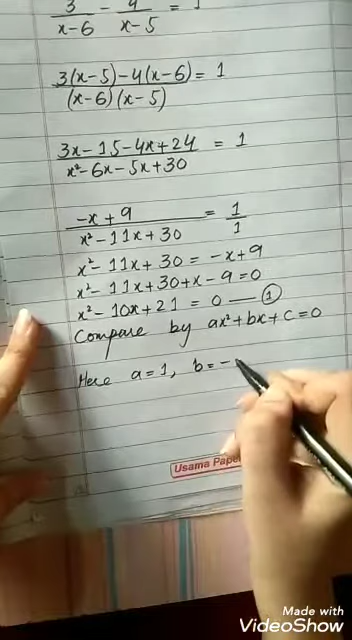 3/(x-6) - 4/(x-5) = 1
3(x-5)-4(x-6)/(x-6)(x-5) = 1
3x-15-4x+24/x²-6x-5x+30 = 1
-x+9/x²-11x+30 = 1/1
x²-11x+30 = -x+9
x²-11x+30+x-9=0
x²-10x+21 = 0 — ①
Compare by ax²+bx+c=0
Here a=1, b=-
Usama Pape
Made with
VideoShow